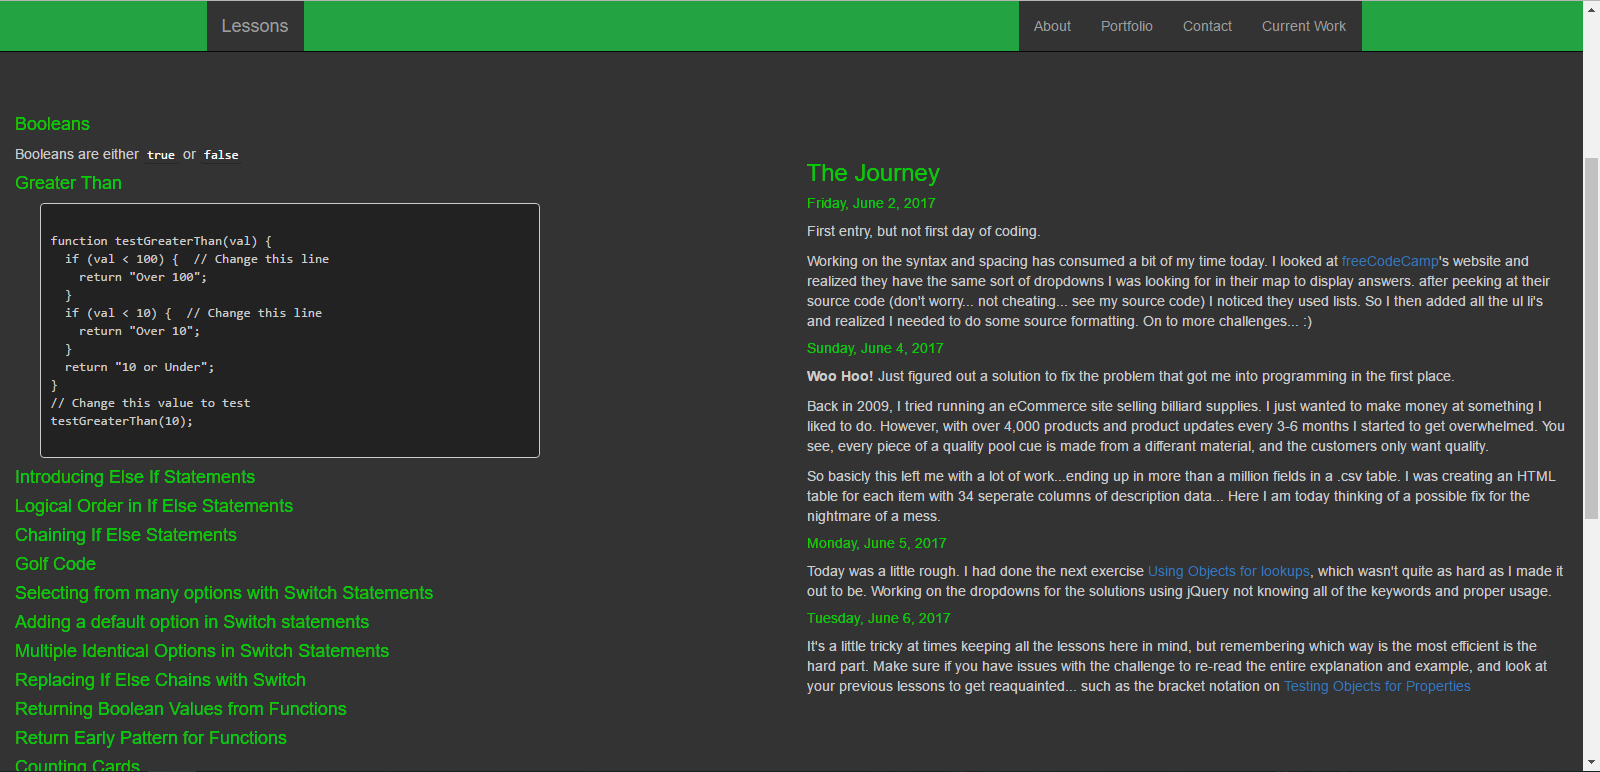 Lessons
About Portfolio Contact Current Work
Booleans
Booleans are either true or false
Greater Than
function testGreaterThan(val) {
  if (val < 100) {  // Change this line
    return "Over 100";
  }
  if (val < 10) {  // Change this line
    return "Over 10";
  }
  return "10 or Under";
}
// Change this value to test
testGreaterThan(10);
Introducing Else If Statements
Logical Order in If Else Statements
Chaining If Else Statements
Golf Code
Selecting from many options with Switch Statements
Adding a default option in Switch statements
Multiple Identical Options in Switch Statements
Replacing If Else Chains with Switch
Returning Boolean Values from Functions
Return Early Pattern for Functions
Counting Cards
The Journey
Friday, June 2, 2017
First entry, but not first day of coding.
Working on the syntax and spacing has consumed a bit of my time today. I looked at freeCodeCamp's website and
realized they have the same sort of dropdowns I was looking for in their map to display answers. after peeking at their
source code (don't worry... not cheating... see my source code) I noticed they used lists. So I then added all the ul li's
and realized I needed to do some source formatting. On to more challenges... :)
Sunday, June 4, 2017
Woo Hoo! Just figured out a solution to fix the problem that got me into programming in the first place.
Back in 2009, I tried running an eCommerce site selling billiard supplies. I just wanted to make money at something I
liked to do. However, with over 4,000 products and product updates every 3-6 months I started to get overwhelmed. You
see, every piece of a quality pool cue is made from a differant material, and the customers only want quality.
So basicly this left me with a lot of work...ending up in more than a million fields in a .csv table. I was creating an HTML
table for each item with 34 seperate columns of description data... Here I am today thinking of a possible fix for the
nightmare of a mess.
Monday, June 5, 2017
Today was a little rough. I had done the next exercise Using Objects for lookups, which wasn't quite as hard as I made it
out to be. Working on the dropdowns for the solutions using jQuery not knowing all of the keywords and proper usage.
Tuesday, June 6, 2017
It's a little tricky at times keeping all the lessons here in mind, but remembering which way is the most efficient is the
hard part. Make sure if you have issues with the challenge to re-read the entire explanation and example, and look at
your previous lessons to get reaquainted... such as the bracket notation on Testing Objects for Properties